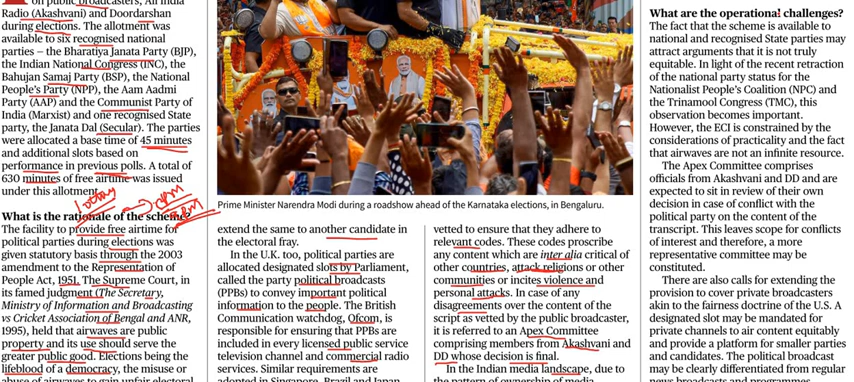 on public broadcasters, All India
Radio (Akashvani) and Doordarshan
during elections. The allotment was
available to six recognised national
parties — the Bharatiya Janata Party (BJP),
the Indian National Congress (INC), the
Bahujan Samaj Party (BSP), the National
People's Party (NPP), the Aam Aadmi
Party (AAP) and the Communist Party of
India (Marxist) and one recognised State
party, the Janata Dal (Secular). The parties
were allocated a base time of 45 minutes
and additional slots based on
performance in previous polls. A total of
630 minutes of free airtime was issued
under this allotment.
lottery
What is the rationale of the scheme?
The facility to provide free airtime for
political parties during elections was
given statutory basis through the 2003
amendment to the Representation of
People Act, 1951. The Supreme Court, in
its famed judgment (The Secretary,
Ministry of Information and Broadcasting
vs Cricket Association of Bengal and ANR,
1995), held that airwaves are public
property and its use should serve the
greater public good. Elections being the
lifeblood of a democracy, the misuse or
abuse of airwaves to gain unfair electoral
Prime Minister Narendra Modi during a roadshow ahead of the Karnataka elections, in Bengaluru.
extend the same to another candidate in
the electoral fray.
In the U.K. too, political parties are
allocated designated slots by Parliament,
called the party political broadcasts
(PPBs) to convey important political
information to the people. The British
Communication watchdog, Ofcom, is
responsible for ensuring that PPBs are
included in every licensed public service
television channel and commercial radio
services. Similar requirements are
adopted in Singapore, Brazil and Japan
vetted to ensure that they adhere to
relevant codes. These codes proscribe
any content which are inter alia critical of
other countries, attack religions or other
communities or incites violence and
personal attacks. In case of any
disagreements over the content of the
script as vetted by the public broadcaster,
it is referred to an Apex Committee
comprising members from Akashvani and
DD whose decision is final.
In the Indian media landscape, due to
the pattern of ownership of media
What are the operational challenges?
The fact that the scheme is available to
national and recognised State parties may
attract arguments that it is not truly
equitable. In light of the recent retraction
of the national party status for the
Nationalist People's Coalition (NPC) and
the Trinamool Congress (TMC), this
observation becomes important.
However, the ECI is constrained by the
considerations of practicality and the fact
that airwaves are not an infinite resource.
The Apex Committee comprises
officials from Akashvani and DD and are
expected to sit in review of their own
decision in case of conflict with the
political party on the content of the
transcript. This leaves scope for conflicts
of interest and therefore, a more
representative committee may be
constituted.
There are also calls for extending the
provision to cover private broadcasters
akin to the fairness doctrine of the U.S. A
designated slot may be mandated for
private channels to air content equitably
and provide a platform for smaller parties
and candidates. The political broadcast
may be clearly differentiated from regular
news broadcasts and programmes